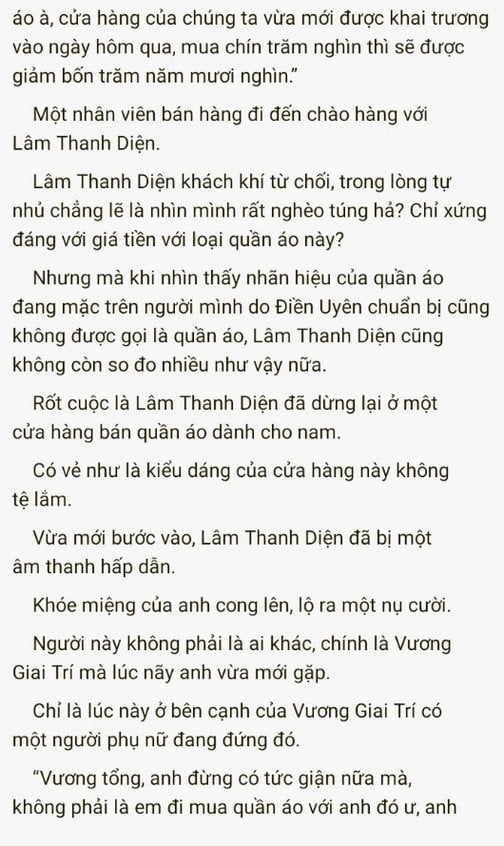 áo à, cửa hàng của chúng ta vừa mới được khai trương
vào ngày hôm qua, mua chín trăm nghìn thì sẽ được
giảm bốn trăm năm mươi nghìn.”
Một nhân viên bán hàng đi đến chào hàng với
Lâm Thanh Diện.
Lâm Thanh Diện khách khí từ chối, trong lòng tự
nhủ chẳng lẽ là nhìn mình rất nghèo túng hả? Chỉ xứng
đáng với giá tiền với loại quần áo này?
Nhưng mà khi nhìn thấy nhãn hiệu của quần áo
đang mặc trên người mình do Điền Uyên chuẩn bị cũng
không được gọi là quần áo, Lâm Thanh Diện cũng
không còn so đo nhiều như vậy nữa.
Rốt cuộc là Lâm Thanh Diện đã dừng lại ở một
cửa hàng bán quần áo dành cho nam.
Có vẻ như là kiểu dáng của cửa hàng này không
tệ lắm.
Vừa mới bước vào, Lâm Thanh Diện đã bị một
âm thanh hấp dẫn.
Khóe miệng của anh cong lên, lộ ra một nụ cười.
Người này không phải là ai khác, chính là Vương
Giai Trí mà lúc nãy anh vừa mới gặp.
Chỉ là lúc này ở bên cạnh của Vương Giai Trí có
một người phụ nữ đang đứng đó.
“Vương tổng, anh đừng có tức giận nữa mà,
không phải là em đi mua quần áo với anh đó ư, anh